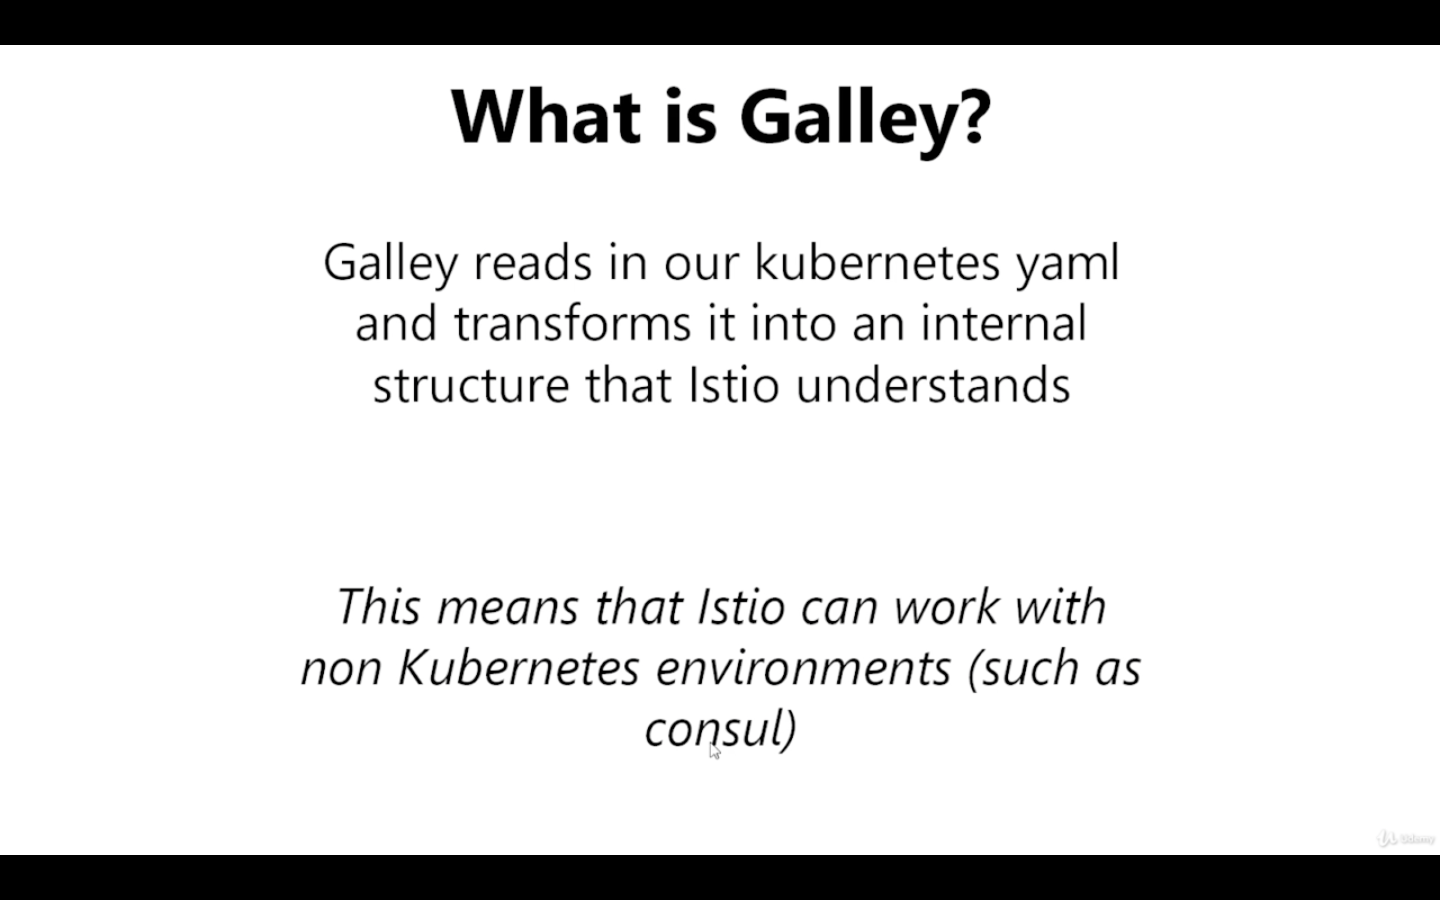 What is Galley?
Galley reads in our kubernetes yaml
and transforms it into an internal
structure that Istio understands
This means that Istio can work with
non Kubernetes environments (such as
consul)
Udemy